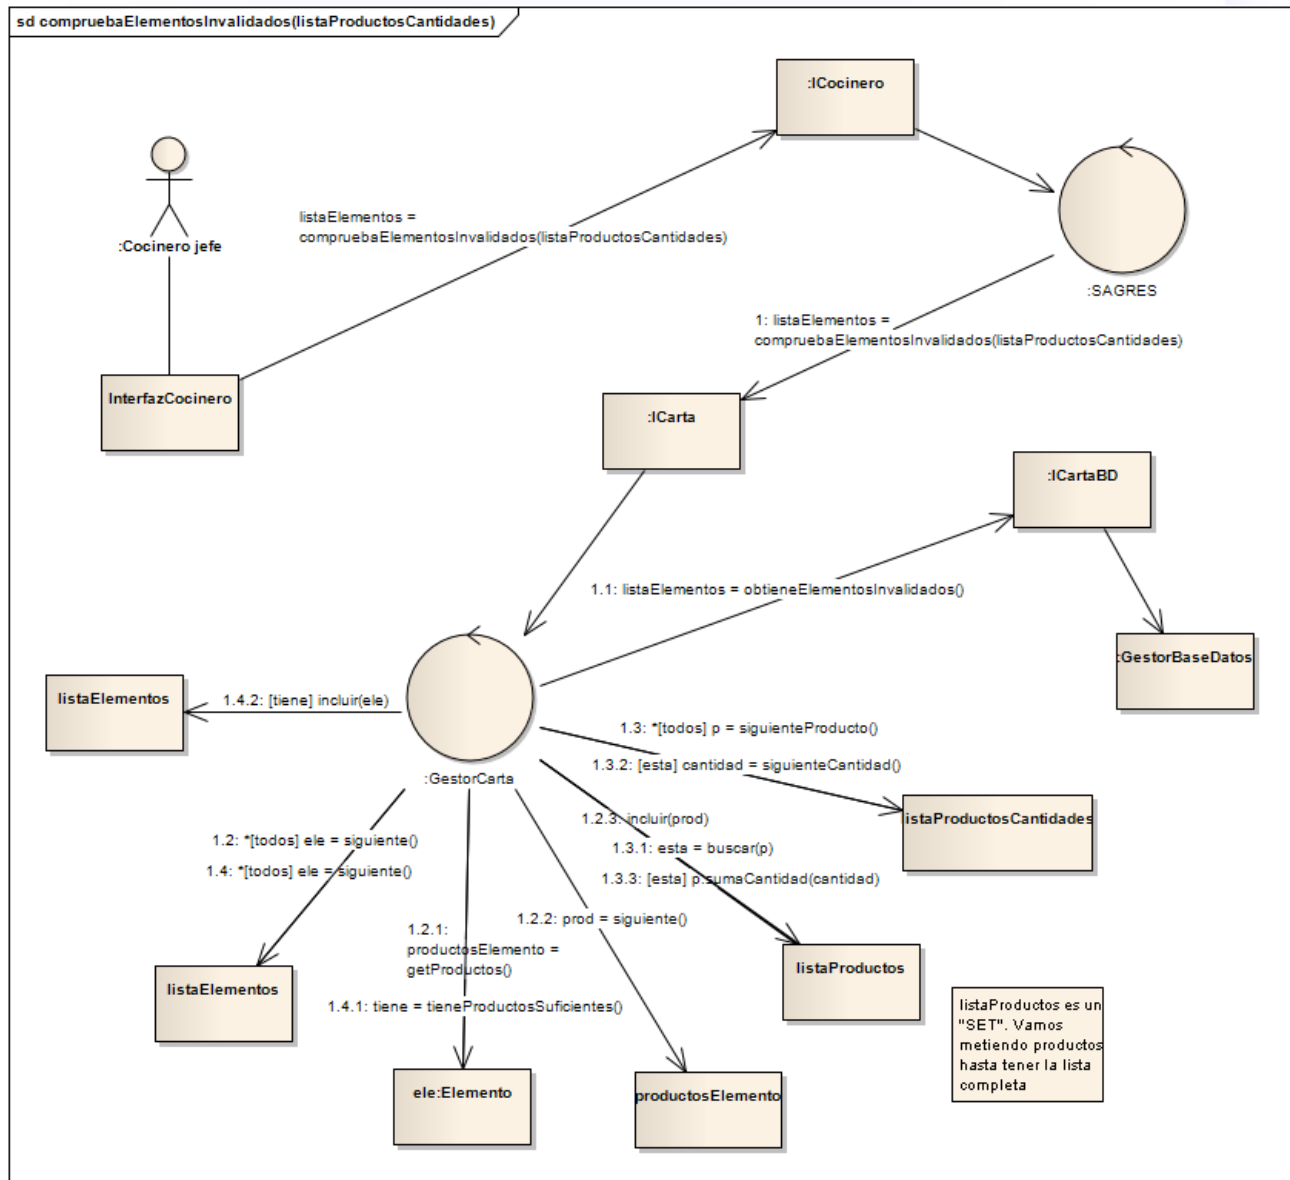 sd compruebaElementosInvalidados(listaProductosCantidades)
:ICocinero
:Cocinero jefe
listaElementos =
compruebaElementosInvalidados(listaProductosCantidades)
:SAGRES
1: listaElementos =
compruebaElementosInvalidados(listaProductosCantidades)
InterfazCocinero
:ICarta
:ICartaBD
1.1: listaElementos = obtieneElementosInvalidados()
:GestorBaseDatos
listaElementos
1.4.2: [tiene] incluir(ele)
:GestorCarta
1.3: *[todos] p = siguienteProducto()
1.3.2: [esta] cantidad = siguienteCantidad()
listaProductosCantidades
1.2.3: incluir(prod)
1.3.1: esta = buscar(p)
1.3.3: [esta] p.sumaCantidad(cantidad)
1.2: *[todos] ele = siguiente()
1.4: *[todos] ele = siguiente()
1.2.2: prod = siguiente()
1.2.1:
productosElemento =
getProductos()
1.4.1: tiene = tieneProductosSuficientes()
listaElementos
listaProductos
ele:Elemento
productosElemento
listaProductos es un
"SET". Vamos
metiendo productos
hasta tener la lista
completa